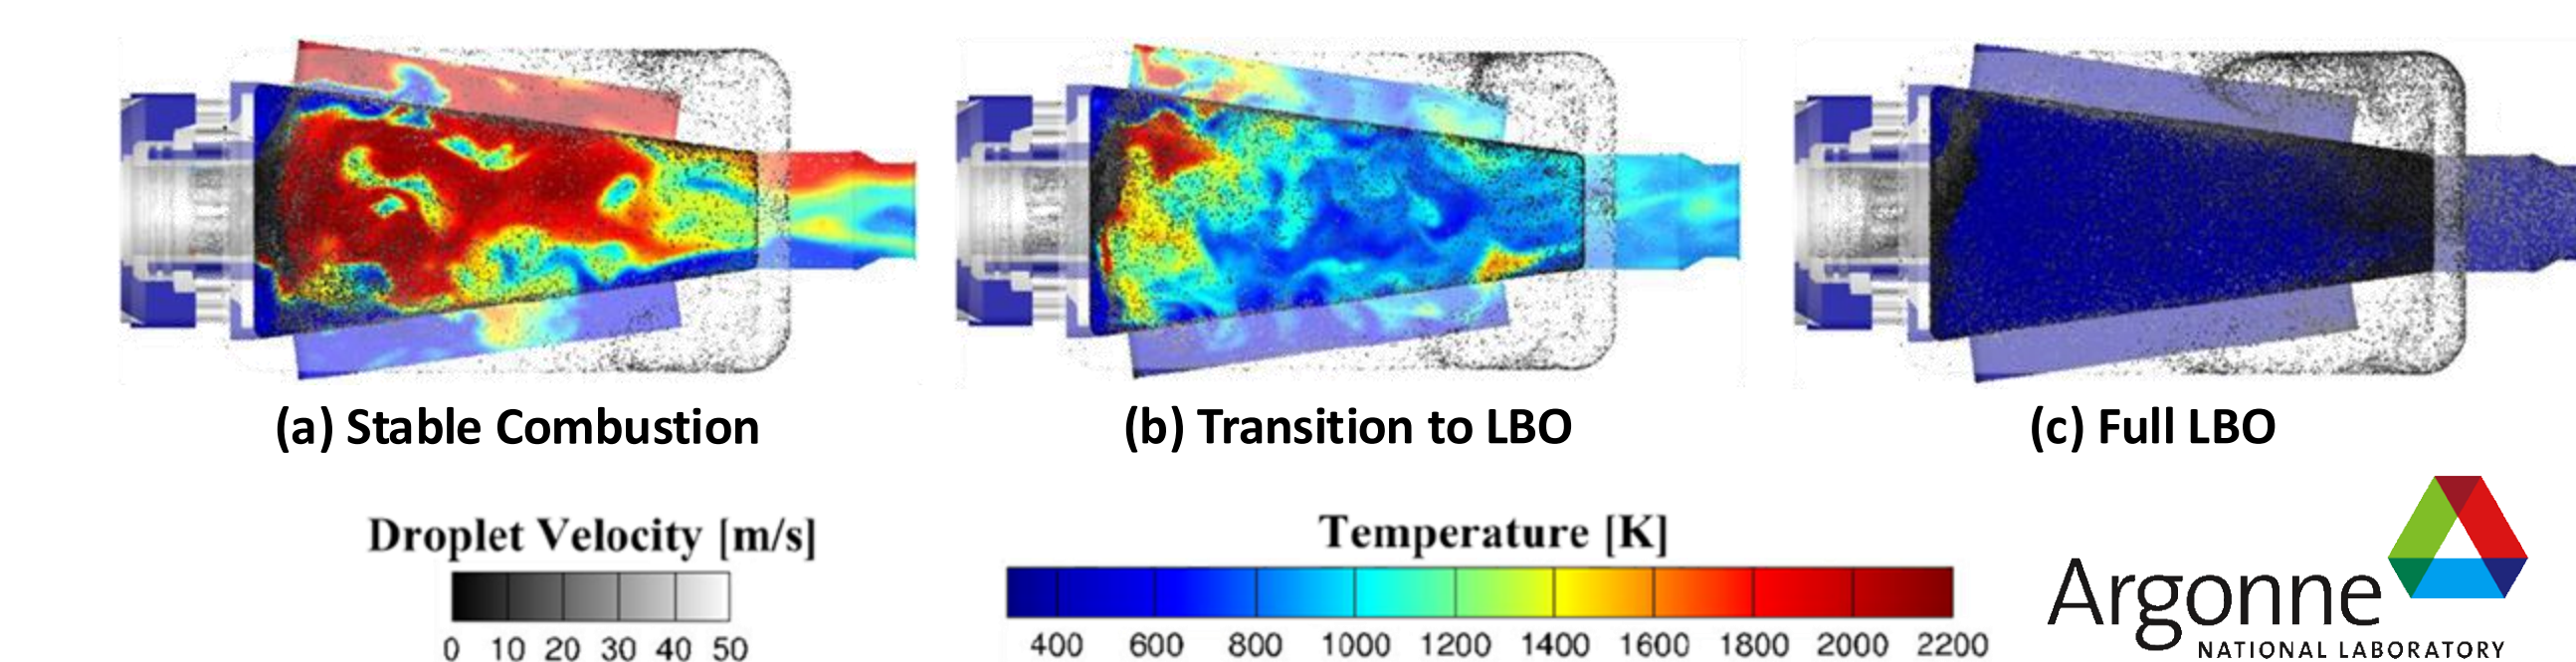 (a) Stable Combustion
(b) Transition to LBO
(c) Full LBO
Droplet Velocity [m/s]
0 10 20 30 40 50
Temperature [K]
400 600 800 1000 1200 1400 1600 1800 2000 2200
Argonne
NATIONAL LABORATORY